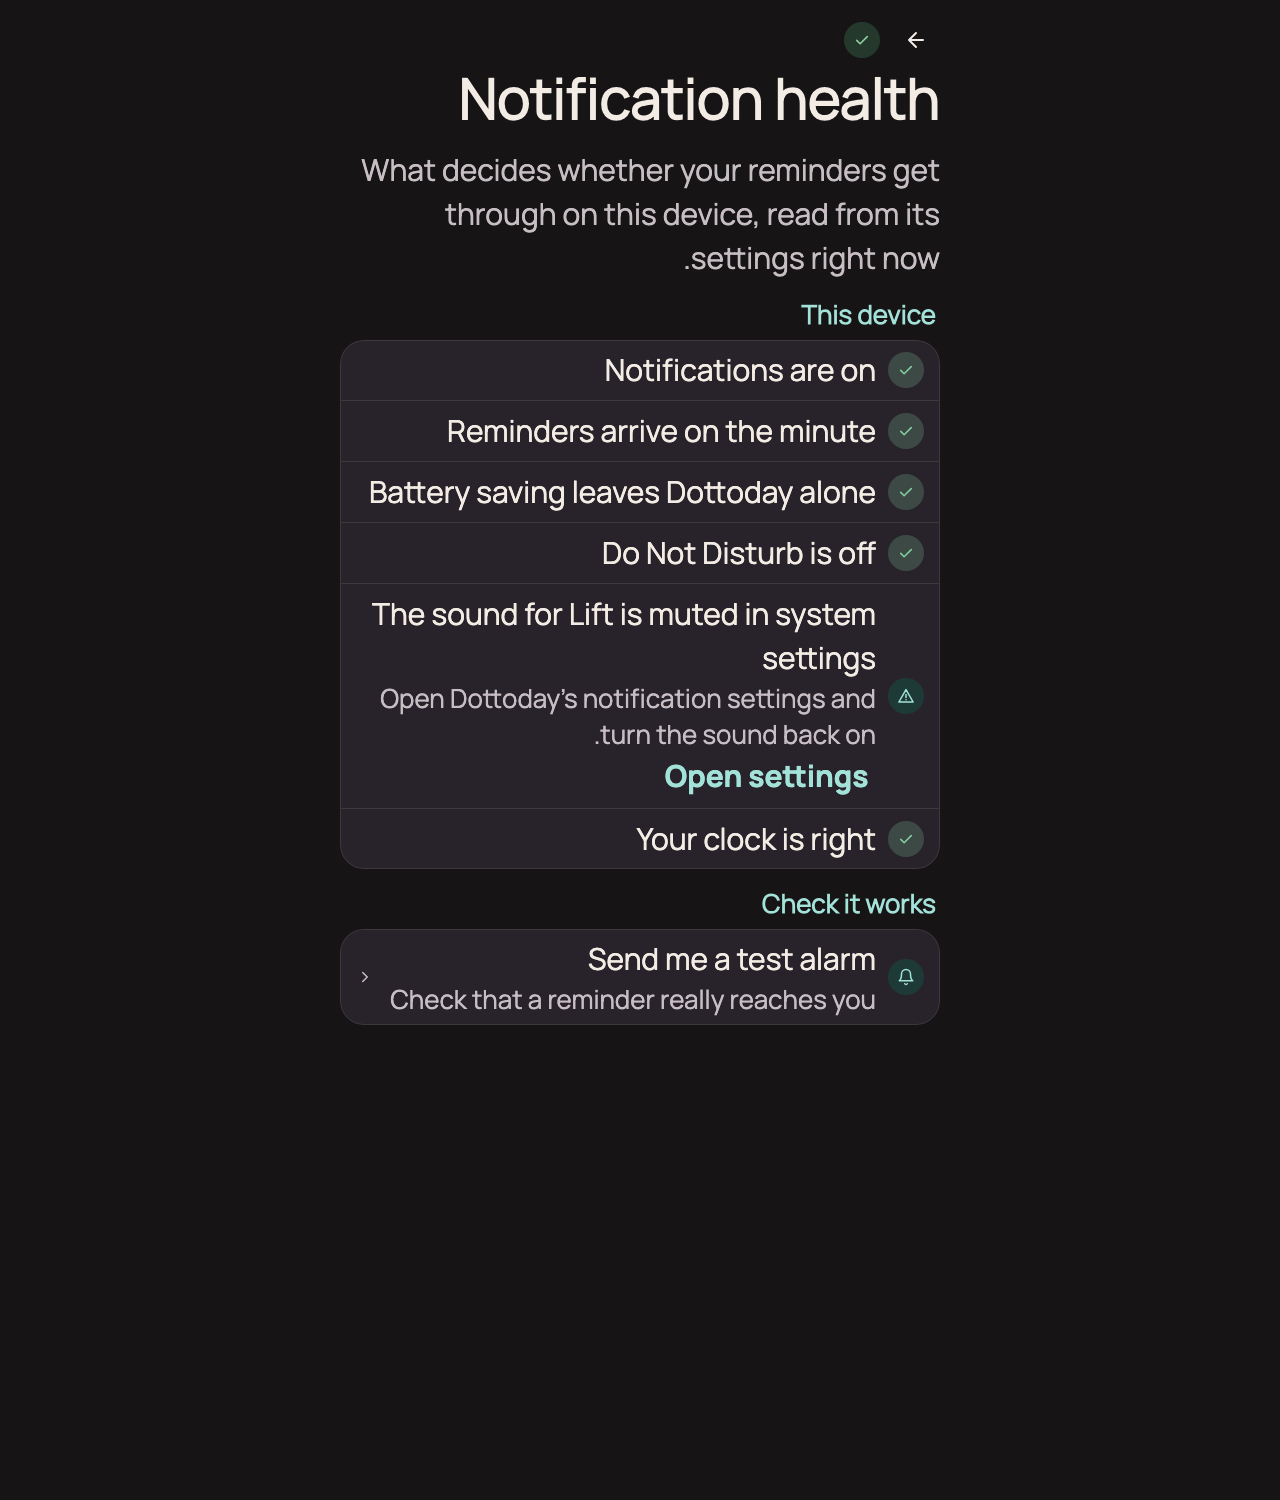 Notification health
What decides whether your reminders get
through on this device, read from its
.settings right now
This device
Notifications are on
Reminders arrive on the minute
Battery saving leaves Dottoday alone
Do Not Disturb is off
The sound for Lift is muted in system
settings
Open Dottoday’s notification settings and
.turn the sound back on
Open settings
Your clock is right
Check it works
Send me a test alarm
Check that a reminder really reaches you